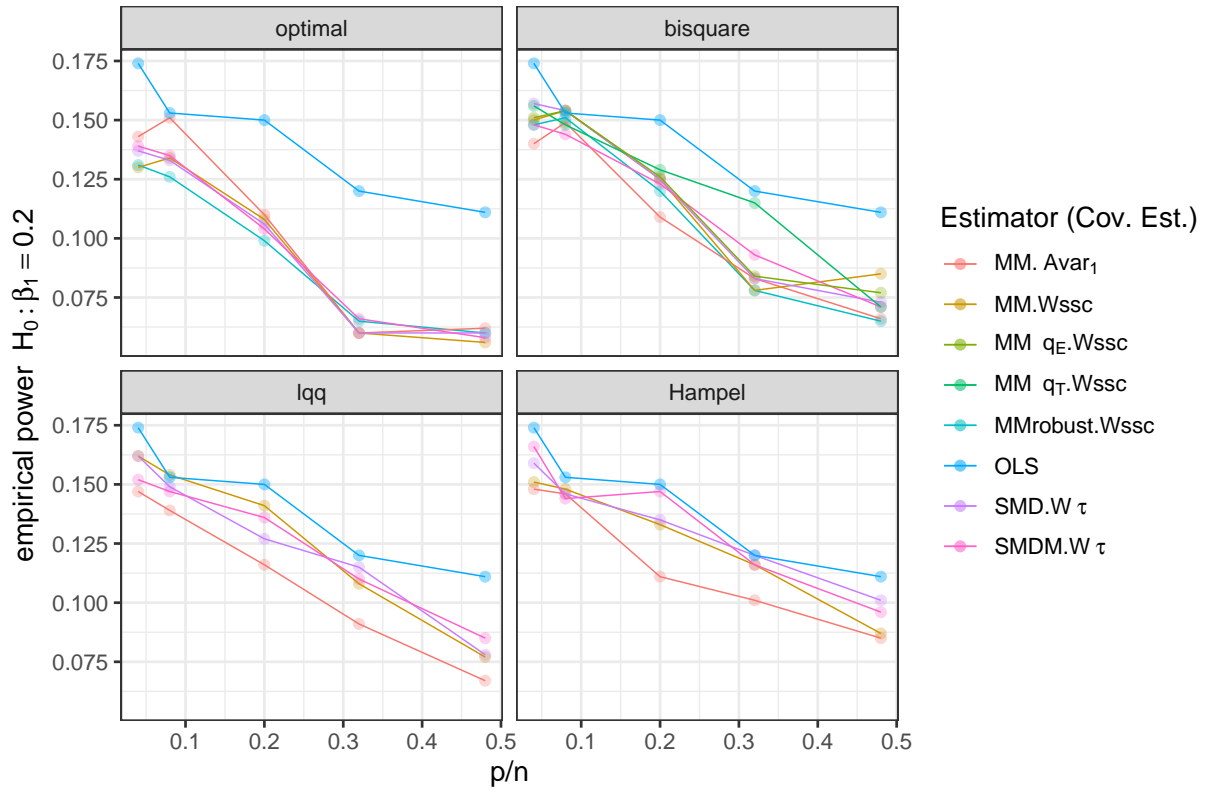 optimal
bisquare
0.175
0.150
0.125
0.100
0.075
lqq
Hampel
0.175
0.150
0.125
0.100
0.075
0.1 0.2 0.3 0.4 0.5
0.1 0.2 0.3 0.4 0.5
p/n
empirical power H₀ : β₁ = 0.2
Estimator (Cov. Est.)
MM. Avar₁
MM.Wssc
MM q_E.Wssc
MM q_T.Wssc
MMrobust.Wssc
OLS
SMD.W τ
SMDM.W τ